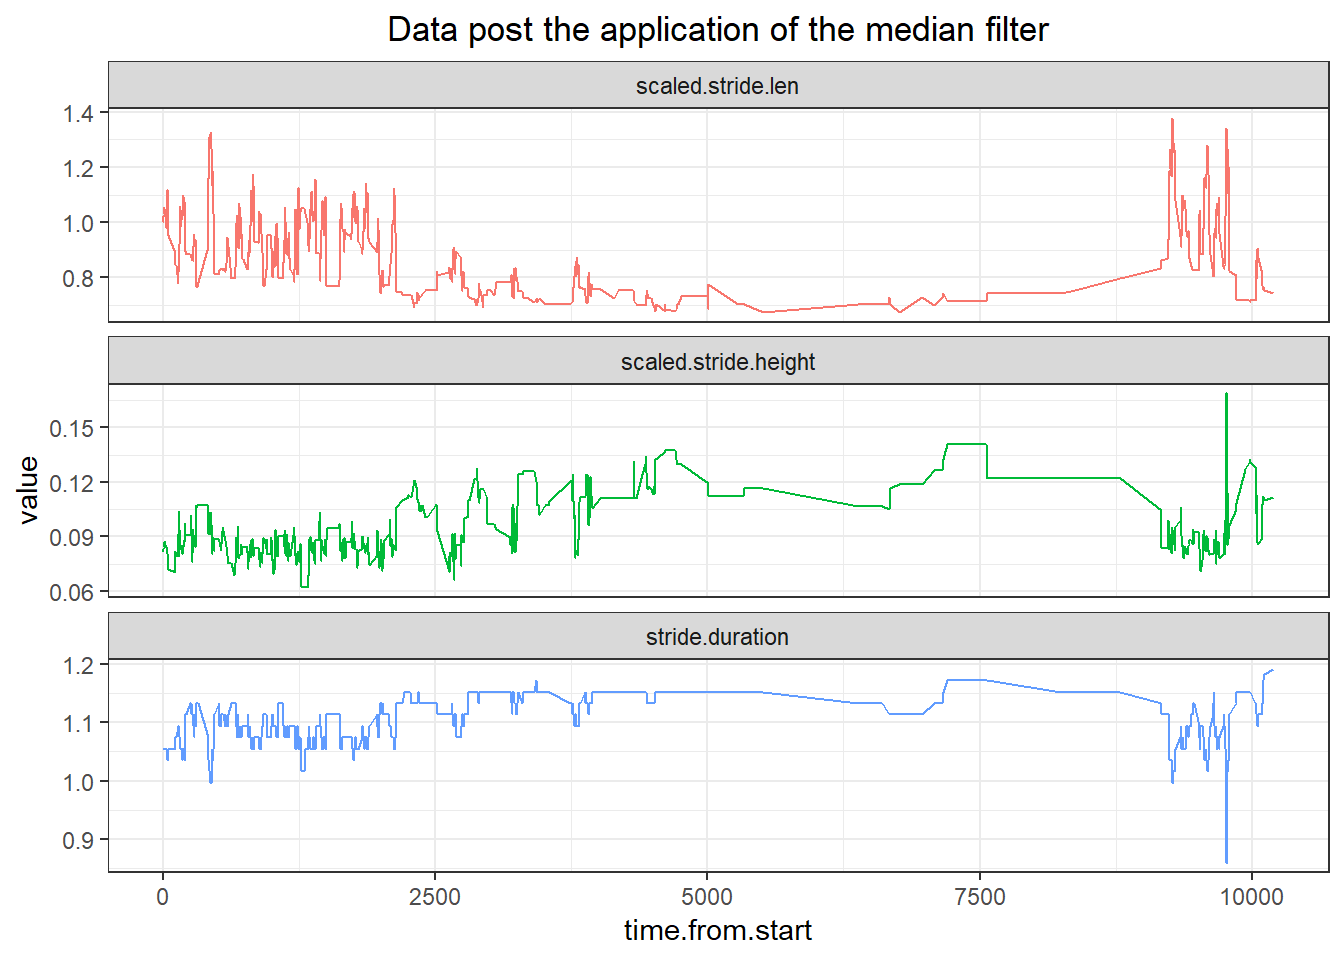 Data post the application of the median filter
scaled.stride.len
1.4
1.2
1.0
0.8
scaled.stride.height
0.15
0.12
0.09
0.06
value
stride.duration
1.2
1.1
1.0
0.9
0 2500 5000 7500 10000
time.from.start